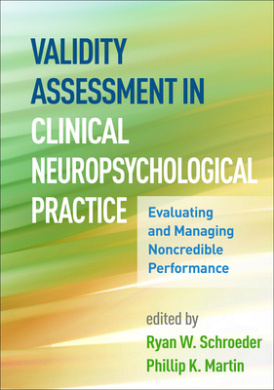 VALIDITY
ASSESSMENT IN
CLINICAL
NEUROPSYCHOLOGICAL
PRACTICE
Evaluating
and Managing
Noncredible
Performance
edited by
Ryan W. Schroeder
Phillip K. Martin